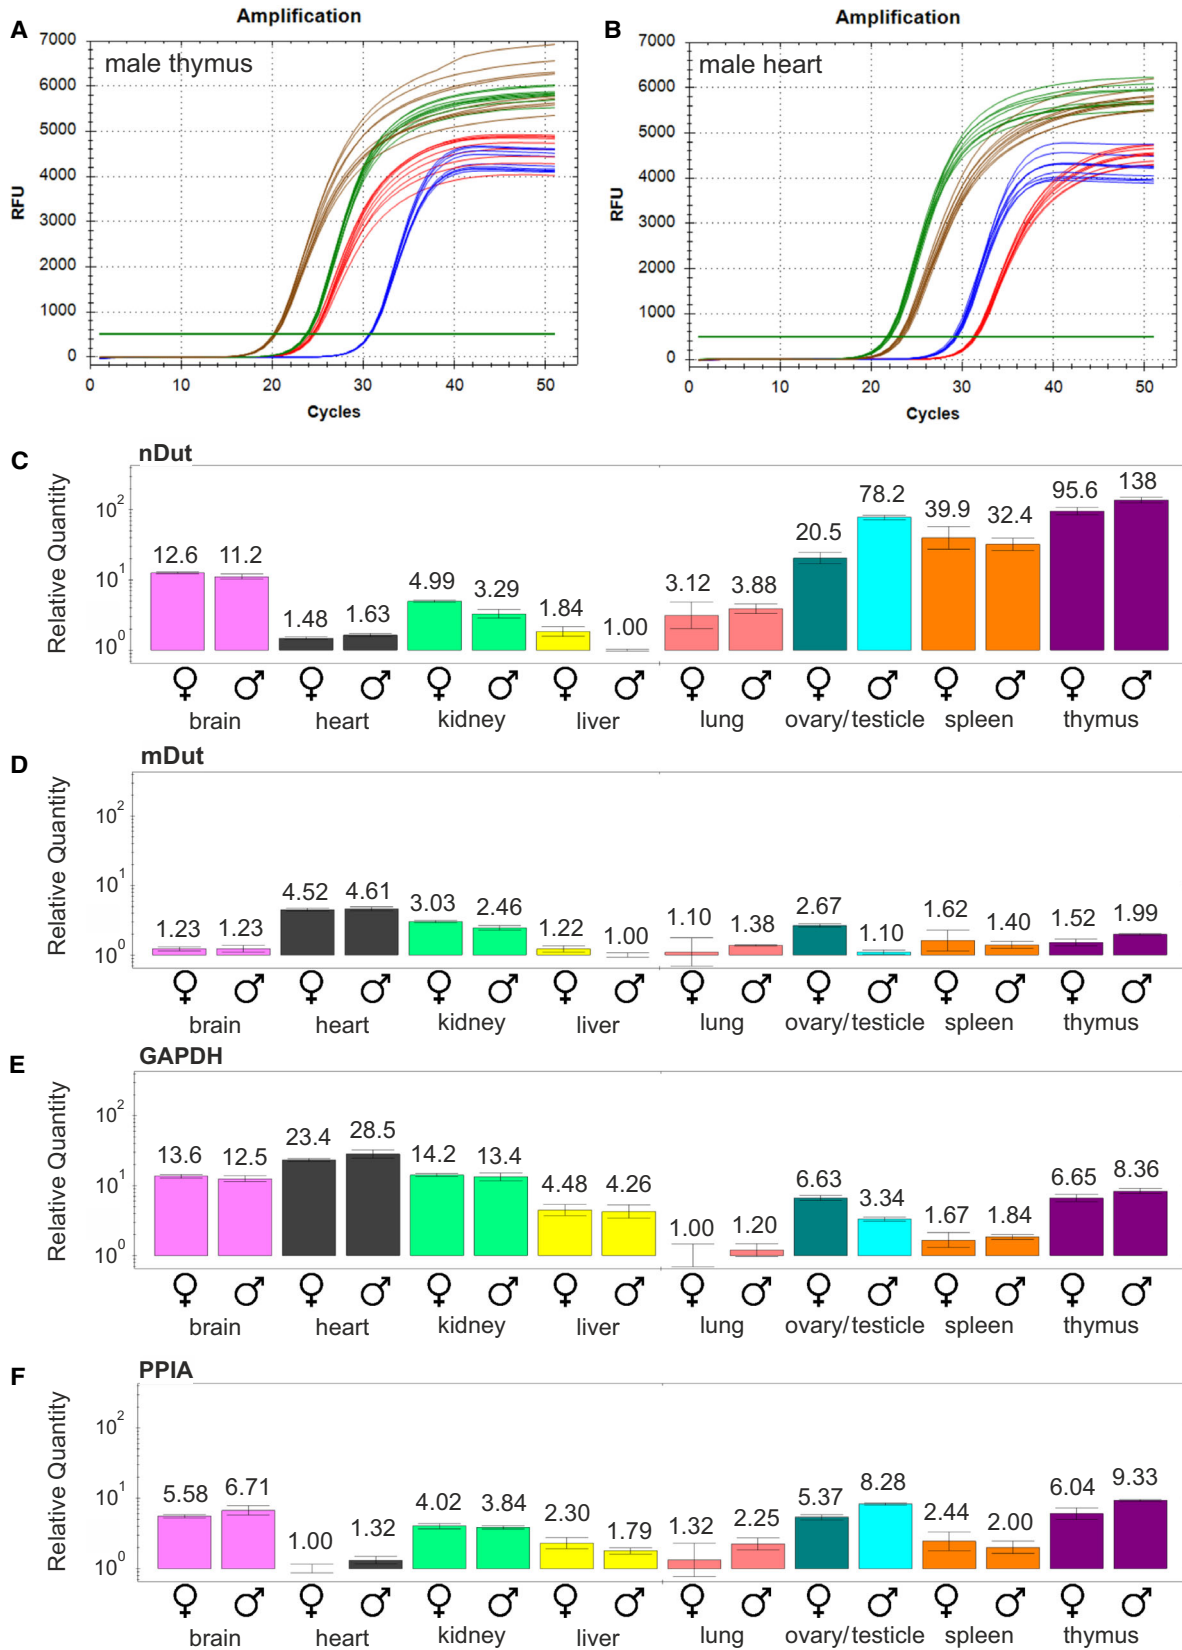 A
Amplification
male thymus
RFU
7000
6000
5000
4000
3000
2000
1000
0
0 10 20 30 40 50
Cycles
B
Amplification
male heart
RFU
7000
6000
5000
4000
3000
2000
1000
0
0 10 20 30 40 50
Cycles
C
nDut
Relative Quantity
10² 10¹ 10⁰
12.6 11.2 1.48 1.63 4.99 3.29 1.84 1.00 3.12 3.88 20.5 78.2 39.9 32.4 95.6 138
♀ ♂ ♀ ♂ ♀ ♂ ♀ ♂ ♀ ♂ ♀ ♂ ♀ ♂ ♀ ♂
brain heart kidney liver lung ovary/testicle spleen thymus
D
mDut
Relative Quantity
10² 10¹ 10⁰
1.23 1.23 4.52 4.61 3.03 2.46 1.22 1.00 1.10 1.38 2.67 1.10 1.62 1.40 1.52 1.99
♀ ♂ ♀ ♂ ♀ ♂ ♀ ♂ ♀ ♂ ♀ ♂ ♀ ♂ ♀ ♂
brain heart kidney liver lung ovary/testicle spleen thymus
E
GAPDH
Relative Quantity
10² 10¹ 10⁰
13.6 12.5 23.4 28.5 14.2 13.4 4.48 4.26 1.00 1.20 6.63 3.34 1.67 1.84 6.65 8.36
♀ ♂ ♀ ♂ ♀ ♂ ♀ ♂ ♀ ♂ ♀ ♂ ♀ ♂ ♀ ♂
brain heart kidney liver lung ovary/testicle spleen thymus
F
PPIA
Relative Quantity
10² 10¹ 10⁰
5.58 6.71 1.00 1.32 4.02 3.84 2.30 1.79 1.32 2.25 5.37 8.28 2.44 2.00 6.04 9.33
♀ ♂ ♀ ♂ ♀ ♂ ♀ ♂ ♀ ♂ ♀ ♂ ♀ ♂ ♀ ♂
brain heart kidney liver lung ovary/testicle spleen thymus